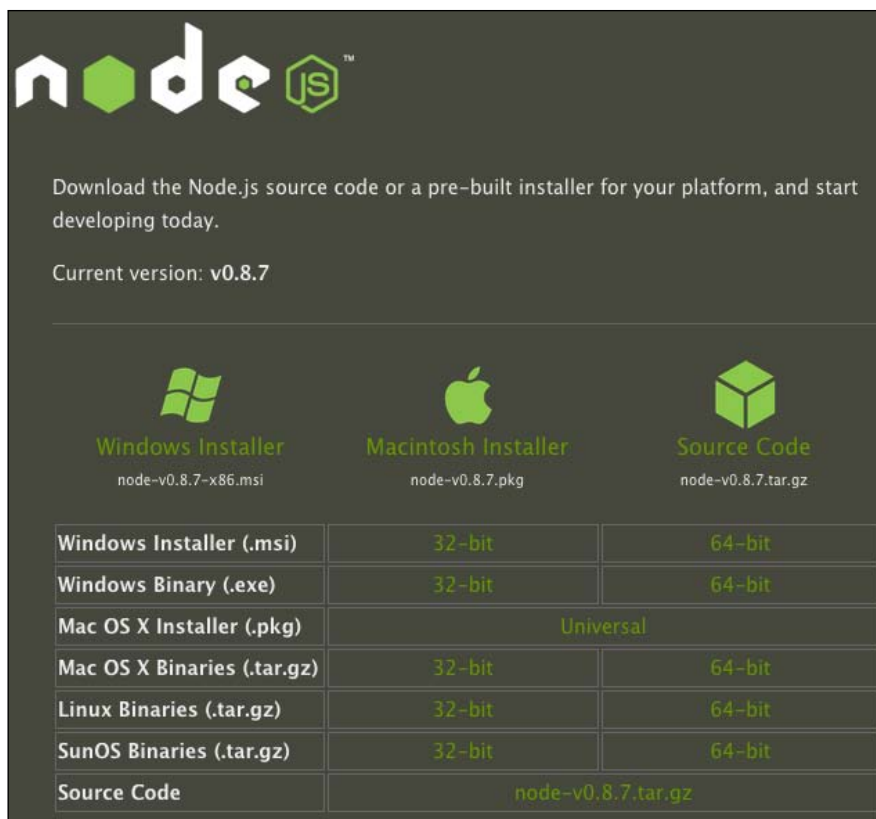 node JS™
Download the Node.js source code or a pre-built installer for your platform, and start
developing today.
Current version: v0.8.7
Windows Installer
node-v0.8.7-x86.msi
Macintosh Installer
node-v0.8.7.pkg
Source Code
node-v0.8.7.tar.gz
Windows Installer (.msi) 32-bit 64-bit
Windows Binary (.exe) 32-bit 64-bit
Mac OS X Installer (.pkg) Universal
Mac OS X Binaries (.tar.gz) 32-bit 64-bit
Linux Binaries (.tar.gz) 32-bit 64-bit
SunOS Binaries (.tar.gz) 32-bit 64-bit
Source Code node-v0.8.7.tar.gz